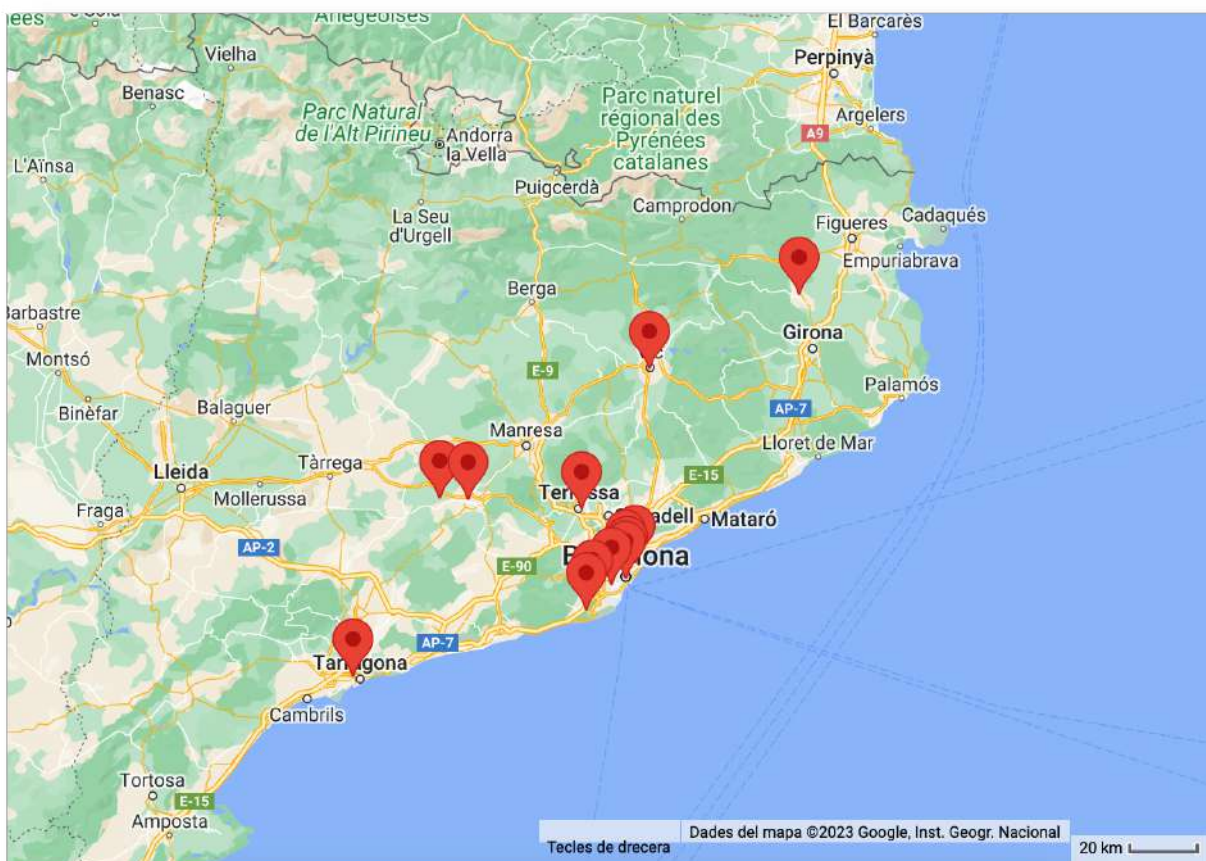 Ariégeoises
El Barcarès
Vielha
Perpinyà
Benasc
Parc Natural
de l'Alt Pirineu
Parc naturel
régional des
Pyrénées
catalanes
Argelers
A9
Andorra
la Vella
L'Aïnsa
Puigcerdà
La Seu
d'Urgell
Camprodon
Cadaqués
Figueres
Empuriabrava
Berga
Barbastre
Montsó
Girona
E-9
Palamós
Binèfar
Balaguer
AP-7
Manresa
Lloret de Mar
Tàrrega
Lleida
Mollerussa
E-15
Fraga
Mataró
AP-2
E-90
AP-7
Cambrils
Tortosa
E-15
Amposta
Tecles de drecera
Dades del mapa ©2023 Google, Inst. Geogr. Nacional
20 km